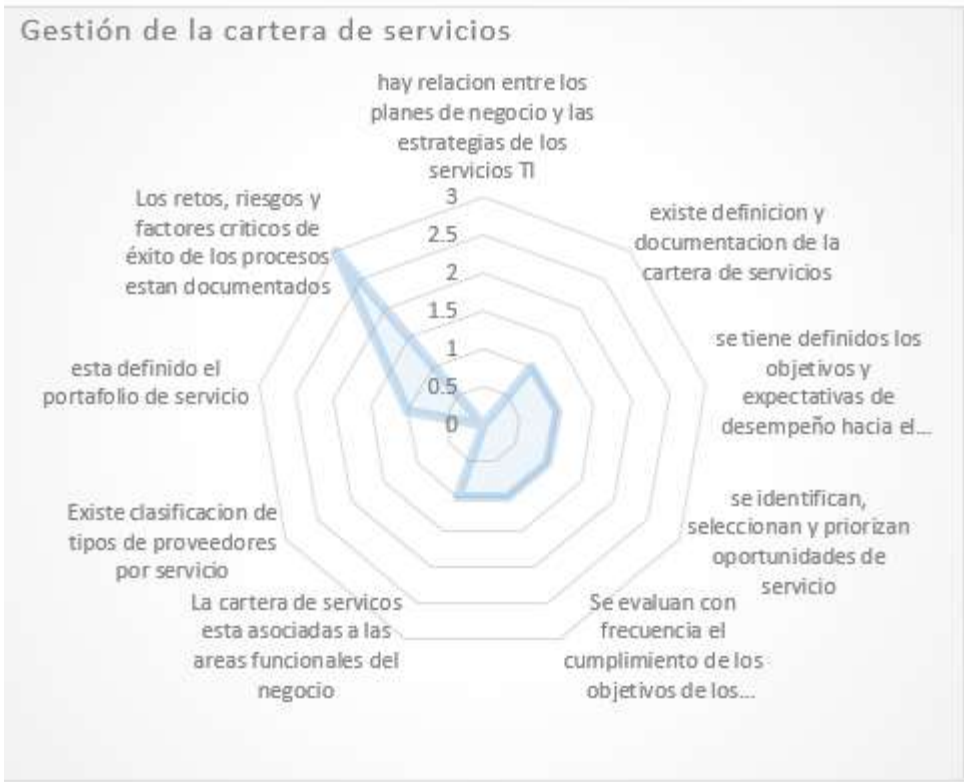 Gestión de la cartera de servicios
hay relacion entre los
planes de negocio y las
estrategias de los
servicios TI
existe definicion y
documentacion de la
cartera de servicios
se tiene definidos los
objetivos y
expectativas de
desempeño hacia el...
se identifican,
seleccionan y priorizan
oportunidades de
servicio
Se evaluan con
frecuencia el
cumplimiento de los
objetivos de los...
La cartera de servicos
esta asociadas a las
areas funcionales del
negocio
Existe clasificacion de
tipos de proveedores
por servicio
esta definido el
portafolio de servicio
Los retos, riesgos y
factores criticos de
éxito de los procesos
estan documentados
3
2.5
2
1.5
1
0.5
0